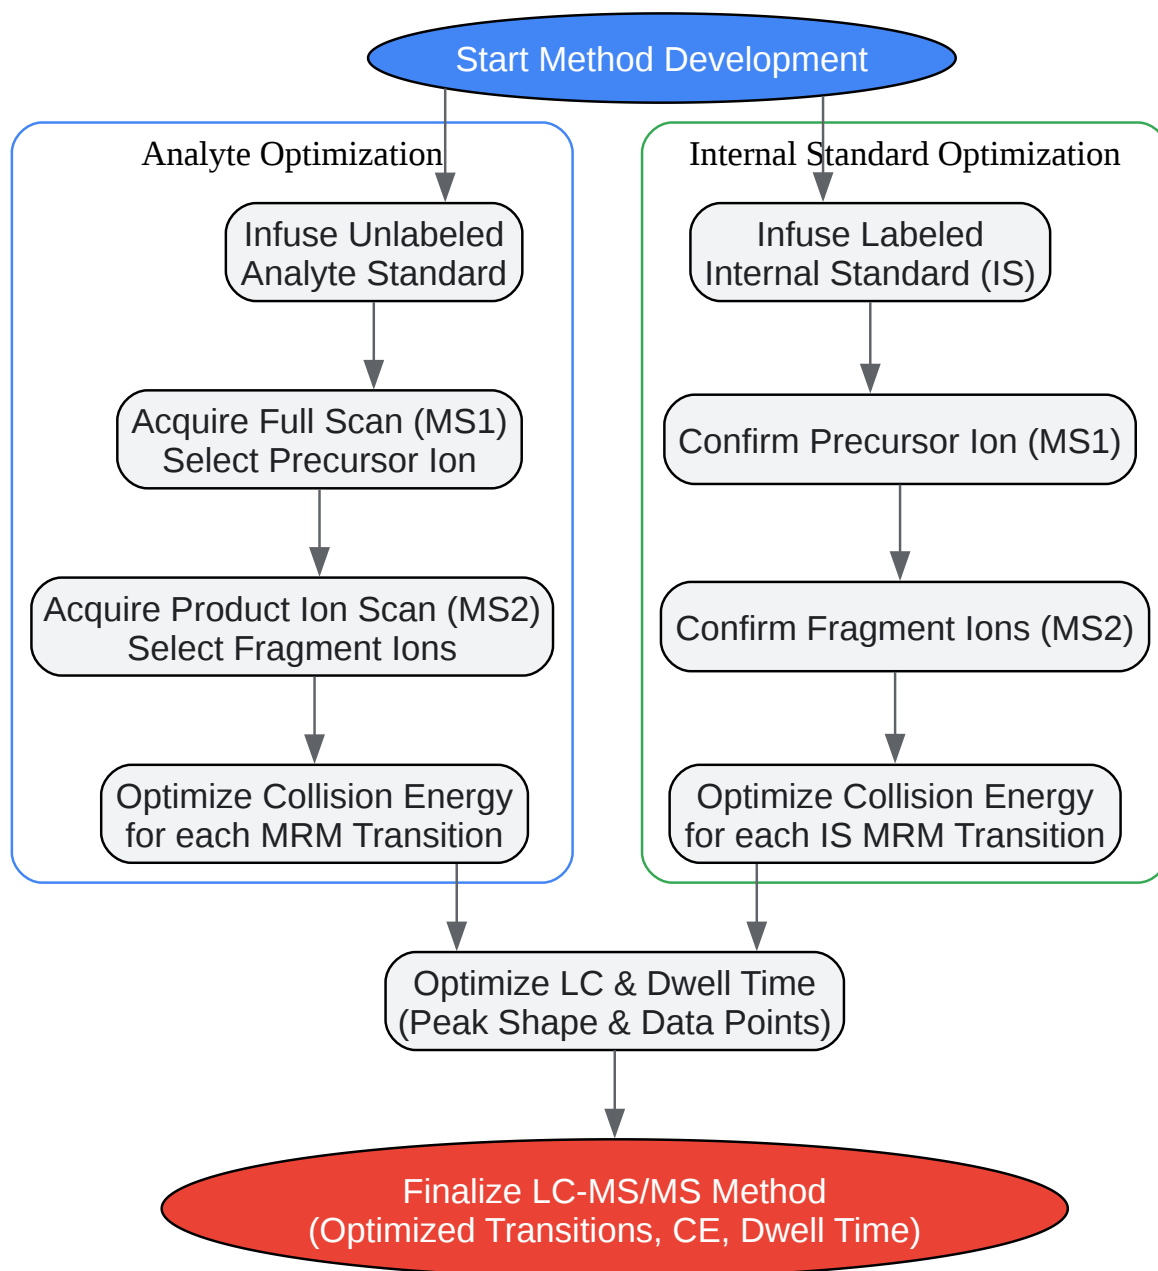 Start Method Development
Analyte Optimization
Infuse Unlabeled
Analyte Standard
Acquire Full Scan (MS1)
Select Precursor Ion
Acquire Product Ion Scan (MS2)
Select Fragment Ions
Optimize Collision Energy
for each MRM Transition
Internal Standard Optimization
Infuse Labeled
Internal Standard (IS)
Confirm Precursor Ion (MS1)
Confirm Fragment Ions (MS2)
Optimize Collision Energy
for each IS MRM Transition
Optimize LC & Dwell Time
(Peak Shape & Data Points)
Finalize LC-MS/MS Method
(Optimized Transitions, CE, Dwell Time)